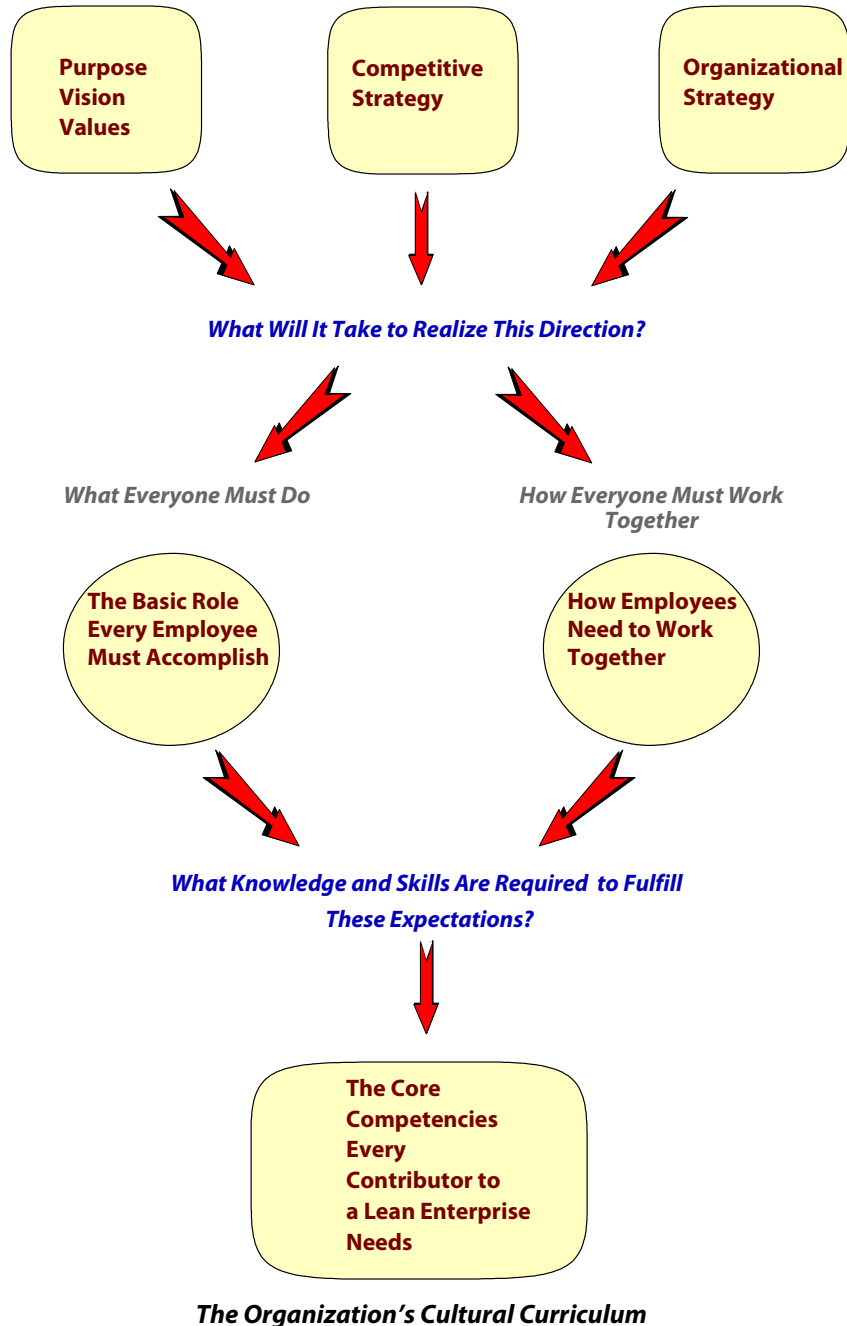 Purpose
Vision
Values
Competitive
Strategy
Organizational
Strategy
What Will It Take to Realize This Direction?
What Everyone Must Do
How Everyone Must Work
Together
The Basic Role
Every Employee
Must Accomplish
How Employees
Need to Work
Together
What Knowledge and Skills Are Required to Fulfill
These Expectations?
The Core
Competencies
Every
Contributor to
a Lean Enterprise
Needs
The Organization's Cultural Curriculum